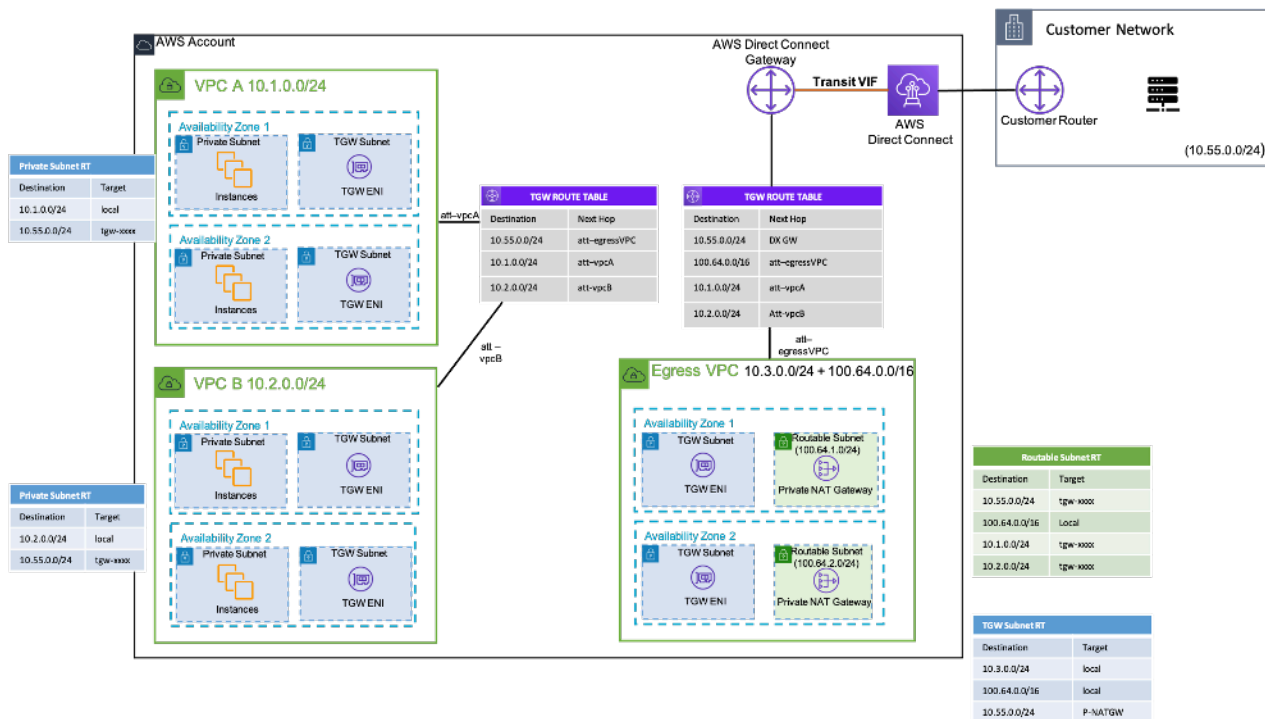 AWS Account
VPC A 10.1.0.0/24
Availability Zone 1
Private Subnet
Instances
TGW Subnet
TGW ENI
Availability Zone 2
Private Subnet
Instances
TGW Subnet
TGW ENI
Private Subnet RT
Destination Target
10.1.0.0/24 local
10.55.0.0/24 tgw-xxxx
att-vpcA
TGW ROUTE TABLE
Destination Next Hop
10.55.0.0/24 att-egressVPC
10.1.0.0/24 att-vpcA
10.2.0.0/24 att-vpcB
att –
vpcB
VPC B 10.2.0.0/24
Availability Zone 1
Private Subnet
Instances
TGW Subnet
TGW ENI
Availability Zone 2
Private Subnet
Instances
TGW Subnet
TGW ENI
Private Subnet RT
Destination Target
10.2.0.0/24 local
10.55.0.0/24 tgw-xxxx
AWS Direct Connect
Gateway
Transit VIF
AWS
Direct Connect
Customer Network
Customer Router
(10.55.0.0/24)
TGW ROUTE TABLE
Destination Next Hop
10.55.0.0/24 DX GW
100.64.0.0/16 att-egressVPC
10.1.0.0/24 att-vpcA
10.2.0.0/24 Att-vpcB
att–
egressVPC
Egress VPC 10.3.0.0/24 + 100.64.0.0/16
Availability Zone 1
TGW Subnet
TGW ENI
Routable Subnet
(100.64.1.0/24)
Private NAT Gateway
Availability Zone 2
TGW Subnet
TGW ENI
Routable Subnet
(100.64.2.0/24)
Private NAT Gateway
Routable Subnet RT
Destination Target
10.55.0.0/24 tgw-xxxx
100.64.0.0/16 Local
10.1.0.0/24 tgw-xxxx
10.2.0.0/24 tgw-xxxx
TGW Subnet RT
Destination Target
10.3.0.0/24 local
100.64.0.0/16 local
10.55.0.0/24 P-NATGW